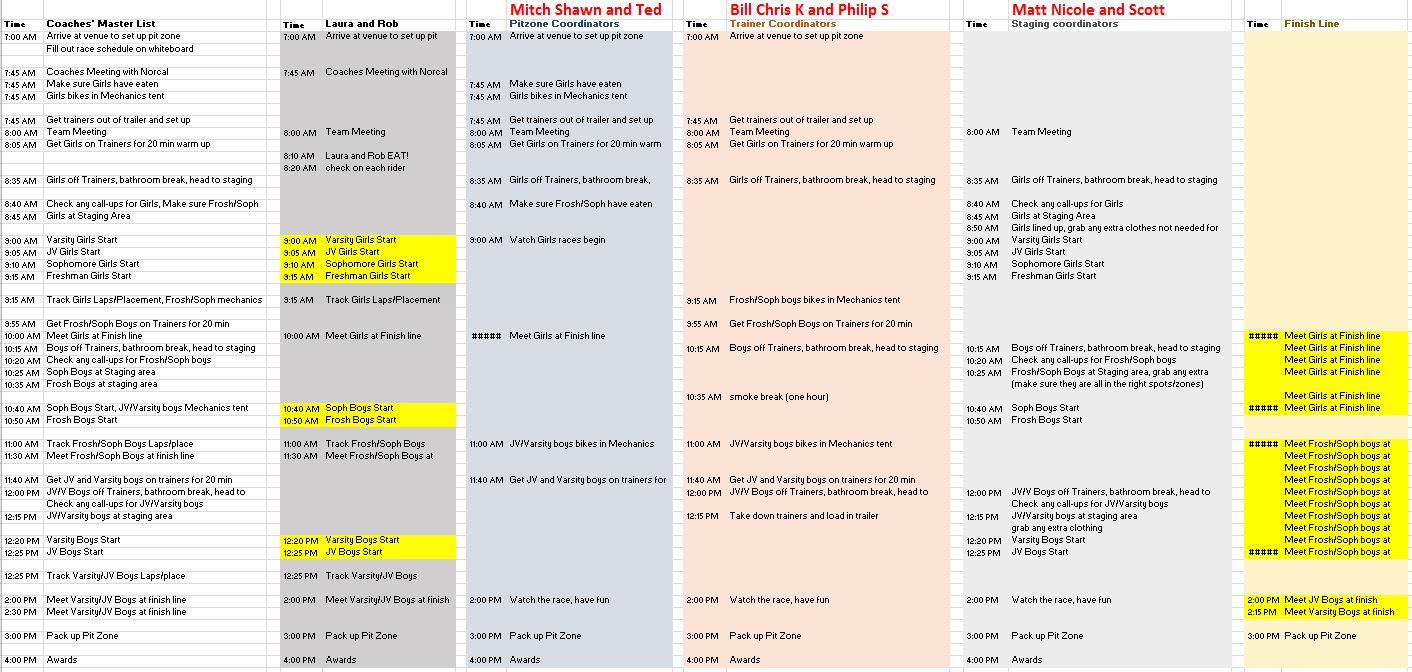 Mitch Shawn and Ted Bill Chris K and Philip S Matt Nicole and Scott
Time Coaches' Master List Time Laura and Rob Time Pitzone Coordinators Time Trainer Coordinators Time Staging coordinators Time Finish Line
7:00 AM Arrive at venue to set up pit zone 7:00 AM Arrive at venue to set up pit 7:00 AM Arrive at venue to set up pit zone 7:00 AM Arrive at venue to set up pit zone
Fill out race schedule on whiteboard
7:45 AM Coaches Meeting with Norcal 7:45 AM Coaches Meeting with Norcal
7:45 AM Make sure Girls have eaten 7:45 AM Make sure Girls have eaten
7:45 AM Girls bikes in Mechanics tent 7:45 AM Girls bikes in Mechanics tent
7:45 AM Get trainers out of trailer and set up 7:45 AM Get trainers out of trailer and set up 7:45 AM Get trainers out of trailer and set up
8:00 AM Team Meeting 8:00 AM Team Meeting 8:00 AM Team Meeting 8:00 AM Team Meeting 8:00 AM Team Meeting
8:05 AM Get Girls on Trainers for 20 min warm up 8:05 AM Get Girls on Trainers for 20 min warm 8:05 AM Get Girls on Trainers for 20 min warm up
8:10 AM Laura and Rob EAT!
8:20 AM check on each rider
8:35 AM Girls off Trainers, bathroom break, head to staging 8:35 AM Girls off Trainers, bathroom break, 8:35 AM Girls off Trainers, bathroom break, head to staging 8:35 AM Girls off Trainers, bathroom break, head to staging
8:40 AM Check any call-ups for Girls, Make sure Frosh/Soph 8:40 AM Make sure Frosh/Soph have eaten 8:40 AM Check any call-ups for Girls
8:45 AM Girls at Staging Area 8:45 AM Girls at Staging Area
8:50 AM Girls lined up, grab any extra clothes not needed for
9:00 AM Varsity Girls Start 9:00 AM Varsity Girls Start 9:00 AM Watch Girls races begin 9:00 AM Varsity Girls Start
9:05 AM JV Girls Start 9:05 AM JV Girls Start 9:05 AM JV Girls Start
9:10 AM Sophomore Girls Start 9:10 AM Sophomore Girls Start 9:10 AM Sophomore Girls Start
9:15 AM Freshman Girls Start 9:15 AM Freshman Girls Start 9:15 AM Freshman Girls Start
9:15 AM Track Girls Laps/Placement, Frosh/Soph mechanics 9:15 AM Track Girls Laps/Placement 9:15 AM Frosh/Soph boys bikes in Mechanics tent
9:55 AM Get Frosh/Soph Boys on Trainers for 20 min 9:55 AM Get Frosh/Soph Boys on Trainers for 20 min
10:00 AM Meet Girls at Finish line 10:00 AM Meet Girls at Finish line ##### Meet Girls at Finish line ##### Meet Girls at Finish line
10:15 AM Boys off Trainers, bathroom break, head to staging 10:15 AM Boys off Trainers, bathroom break, head to staging 10:15 AM Boys off Trainers, bathroom break, head to staging Meet Girls at Finish line
10:20 AM Check any call-ups for Frosh/Soph boys 10:20 AM Check any call-ups for Frosh/Soph boys Meet Girls at Finish line
10:25 AM Soph Boys at Staging area 10:25 AM Frosh/Soph Boys at Staging area, grab any extra Meet Girls at Finish line
10:35 AM Frosh Boys at staging area (make sure they are all in the right spots/zones)
10:35 AM smoke break (one hour) Meet Girls at Finish line
10:40 AM Soph Boys Start, JV/Varsity boys Mechanics tent 10:40 AM Soph Boys Start 10:40 AM Soph Boys Start ##### Meet Girls at Finish line
10:50 AM Frosh Boys Start 10:50 AM Frosh Boys Start 10:50 AM Frosh Boys Start
11:00 AM Track Frosh/Soph Boys Laps/place 11:00 AM Track Frosh/Soph Boys 11:00 AM JV/Varsity boys bikes in Mechanics 11:00 AM JV/Varsity boys bikes in Mechanics tent ##### Meet Frosh/Soph boys at
11:30 AM Meet Frosh/Soph Boys at finish line 11:30 AM Meet Frosh/Soph Boys at Meet Frosh/Soph boys at
Meet Frosh/Soph boys at
11:40 AM Get JV and Varsity boys on trainers for 20 min 11:40 AM Get JV and Varsity boys on trainers for 11:40 AM Get JV and Varsity boys on trainers for 20 min Meet Frosh/Soph boys at
12:00 PM JV/V Boys off Trainers, bathroom break, head to 12:00 PM JV/V Boys off Trainers, bathroom break, head to 12:00 PM JV/V Boys off Trainers, bathroom break, head to Meet Frosh/Soph boys at
Check any call-ups for JV/Varsity boys Check any call-ups for JV/Varsity boys Meet Frosh/Soph boys at
12:15 PM JV/Varsity boys at staging area 12:15 PM Take down trainers and load in trailer 12:15 PM JV/Varsity boys at staging area Meet Frosh/Soph boys at
grab any extra clothing Meet Frosh/Soph boys at
12:20 PM Varsity Boys Start 12:20 PM Varsity Boys Start 12:20 PM Varsity Boys Start Meet Frosh/Soph boys at
12:25 PM JV Boys Start 12:25 PM JV Boys Start 12:25 PM JV Boys Start ##### Meet Frosh/Soph boys at
12:25 PM Track Varsity/JV Boys Laps/place 12:25 PM Track Varsity/JV Boys
2:00 PM Meet Varsity/JV Boys at finish line 2:00 PM Meet Varsity/JV Boys at finish 2:00 PM Watch the race, have fun 2:00 PM Watch the race, have fun 2:00 PM Watch the race, have fun 2:00 PM Meet JV Boys at finish
2:30 PM Meet Varsity/JV Boys at finish line 2:15 PM Meet Varsity Boys at finish
3:00 PM Pack up Pit Zone 3:00 PM Pack up Pit Zone 3:00 PM Pack up Pit Zone 3:00 PM Pack up Pit Zone 3:00 PM Pack up Pit Zone 3:00 PM Pack up Pit Zone
4:00 PM Awards 4:00 PM Awards 4:00 PM Awards 4:00 PM Awards 4:00 PM Awards